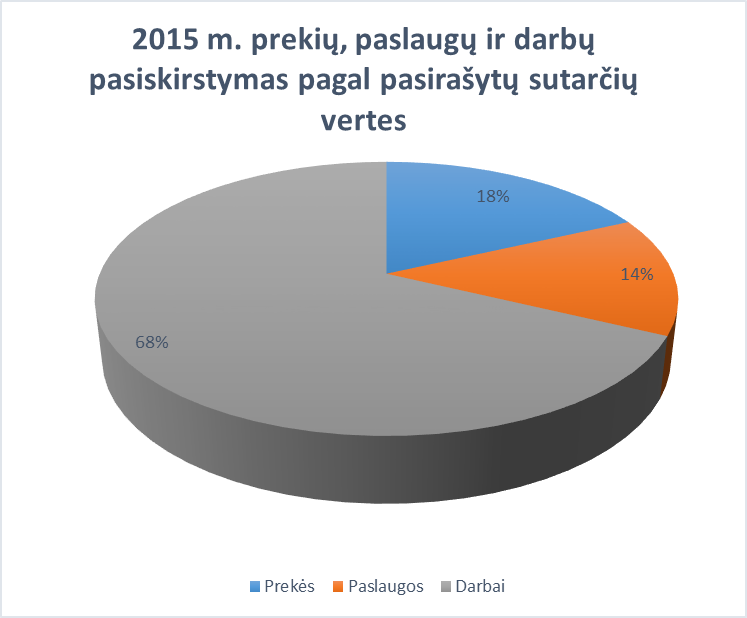 2015 m. prekių, paslaugų ir darbų
pasiskirstymas pagal pasirašytų sutarčių
vertes
18%
14%
68%
Prekės Paslaugos Darbai